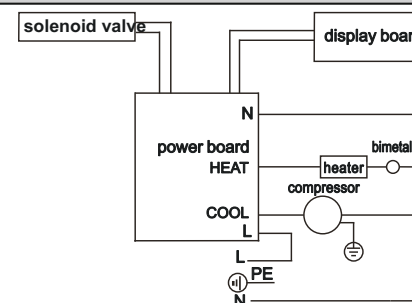 solenoid valve
display boar
N
power board
HEAT
bimetal
heater
compressor
COOL
L
L
PE
N